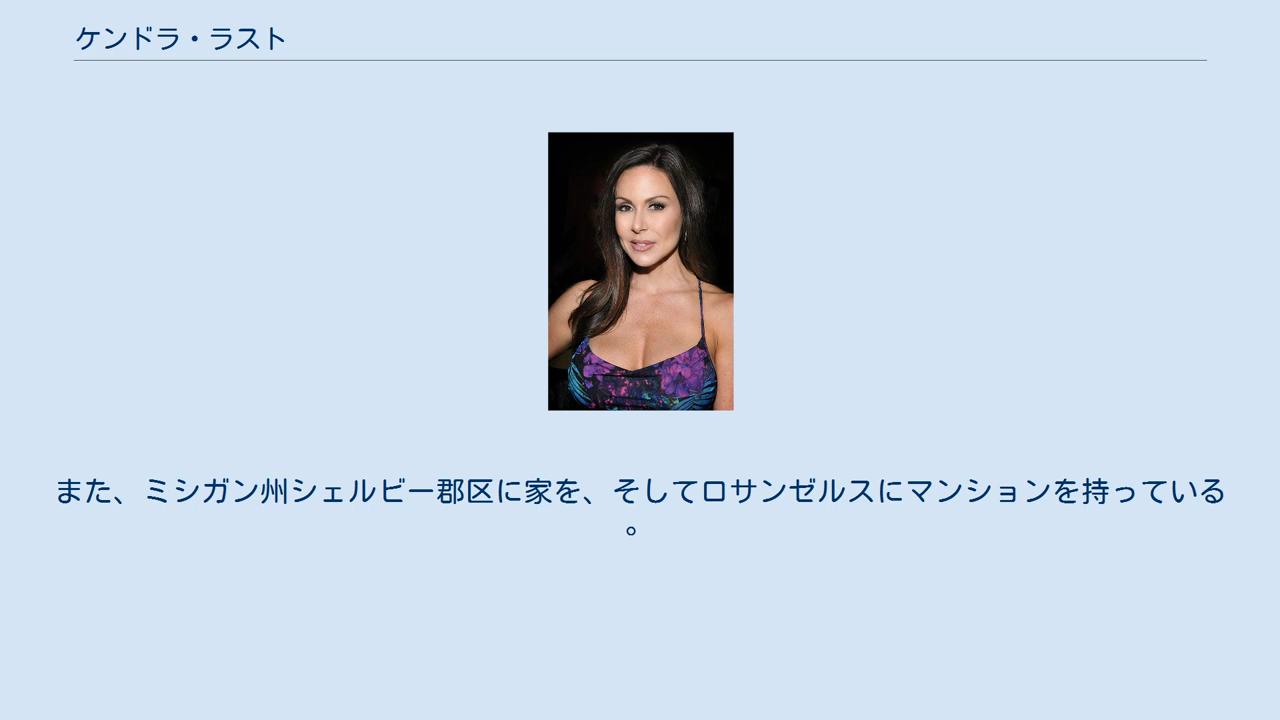 ケンドラ・ラスト
また、ミシガン州シェルビー郡区に家を、そしてロサンゼルスにマンションを持っている
。